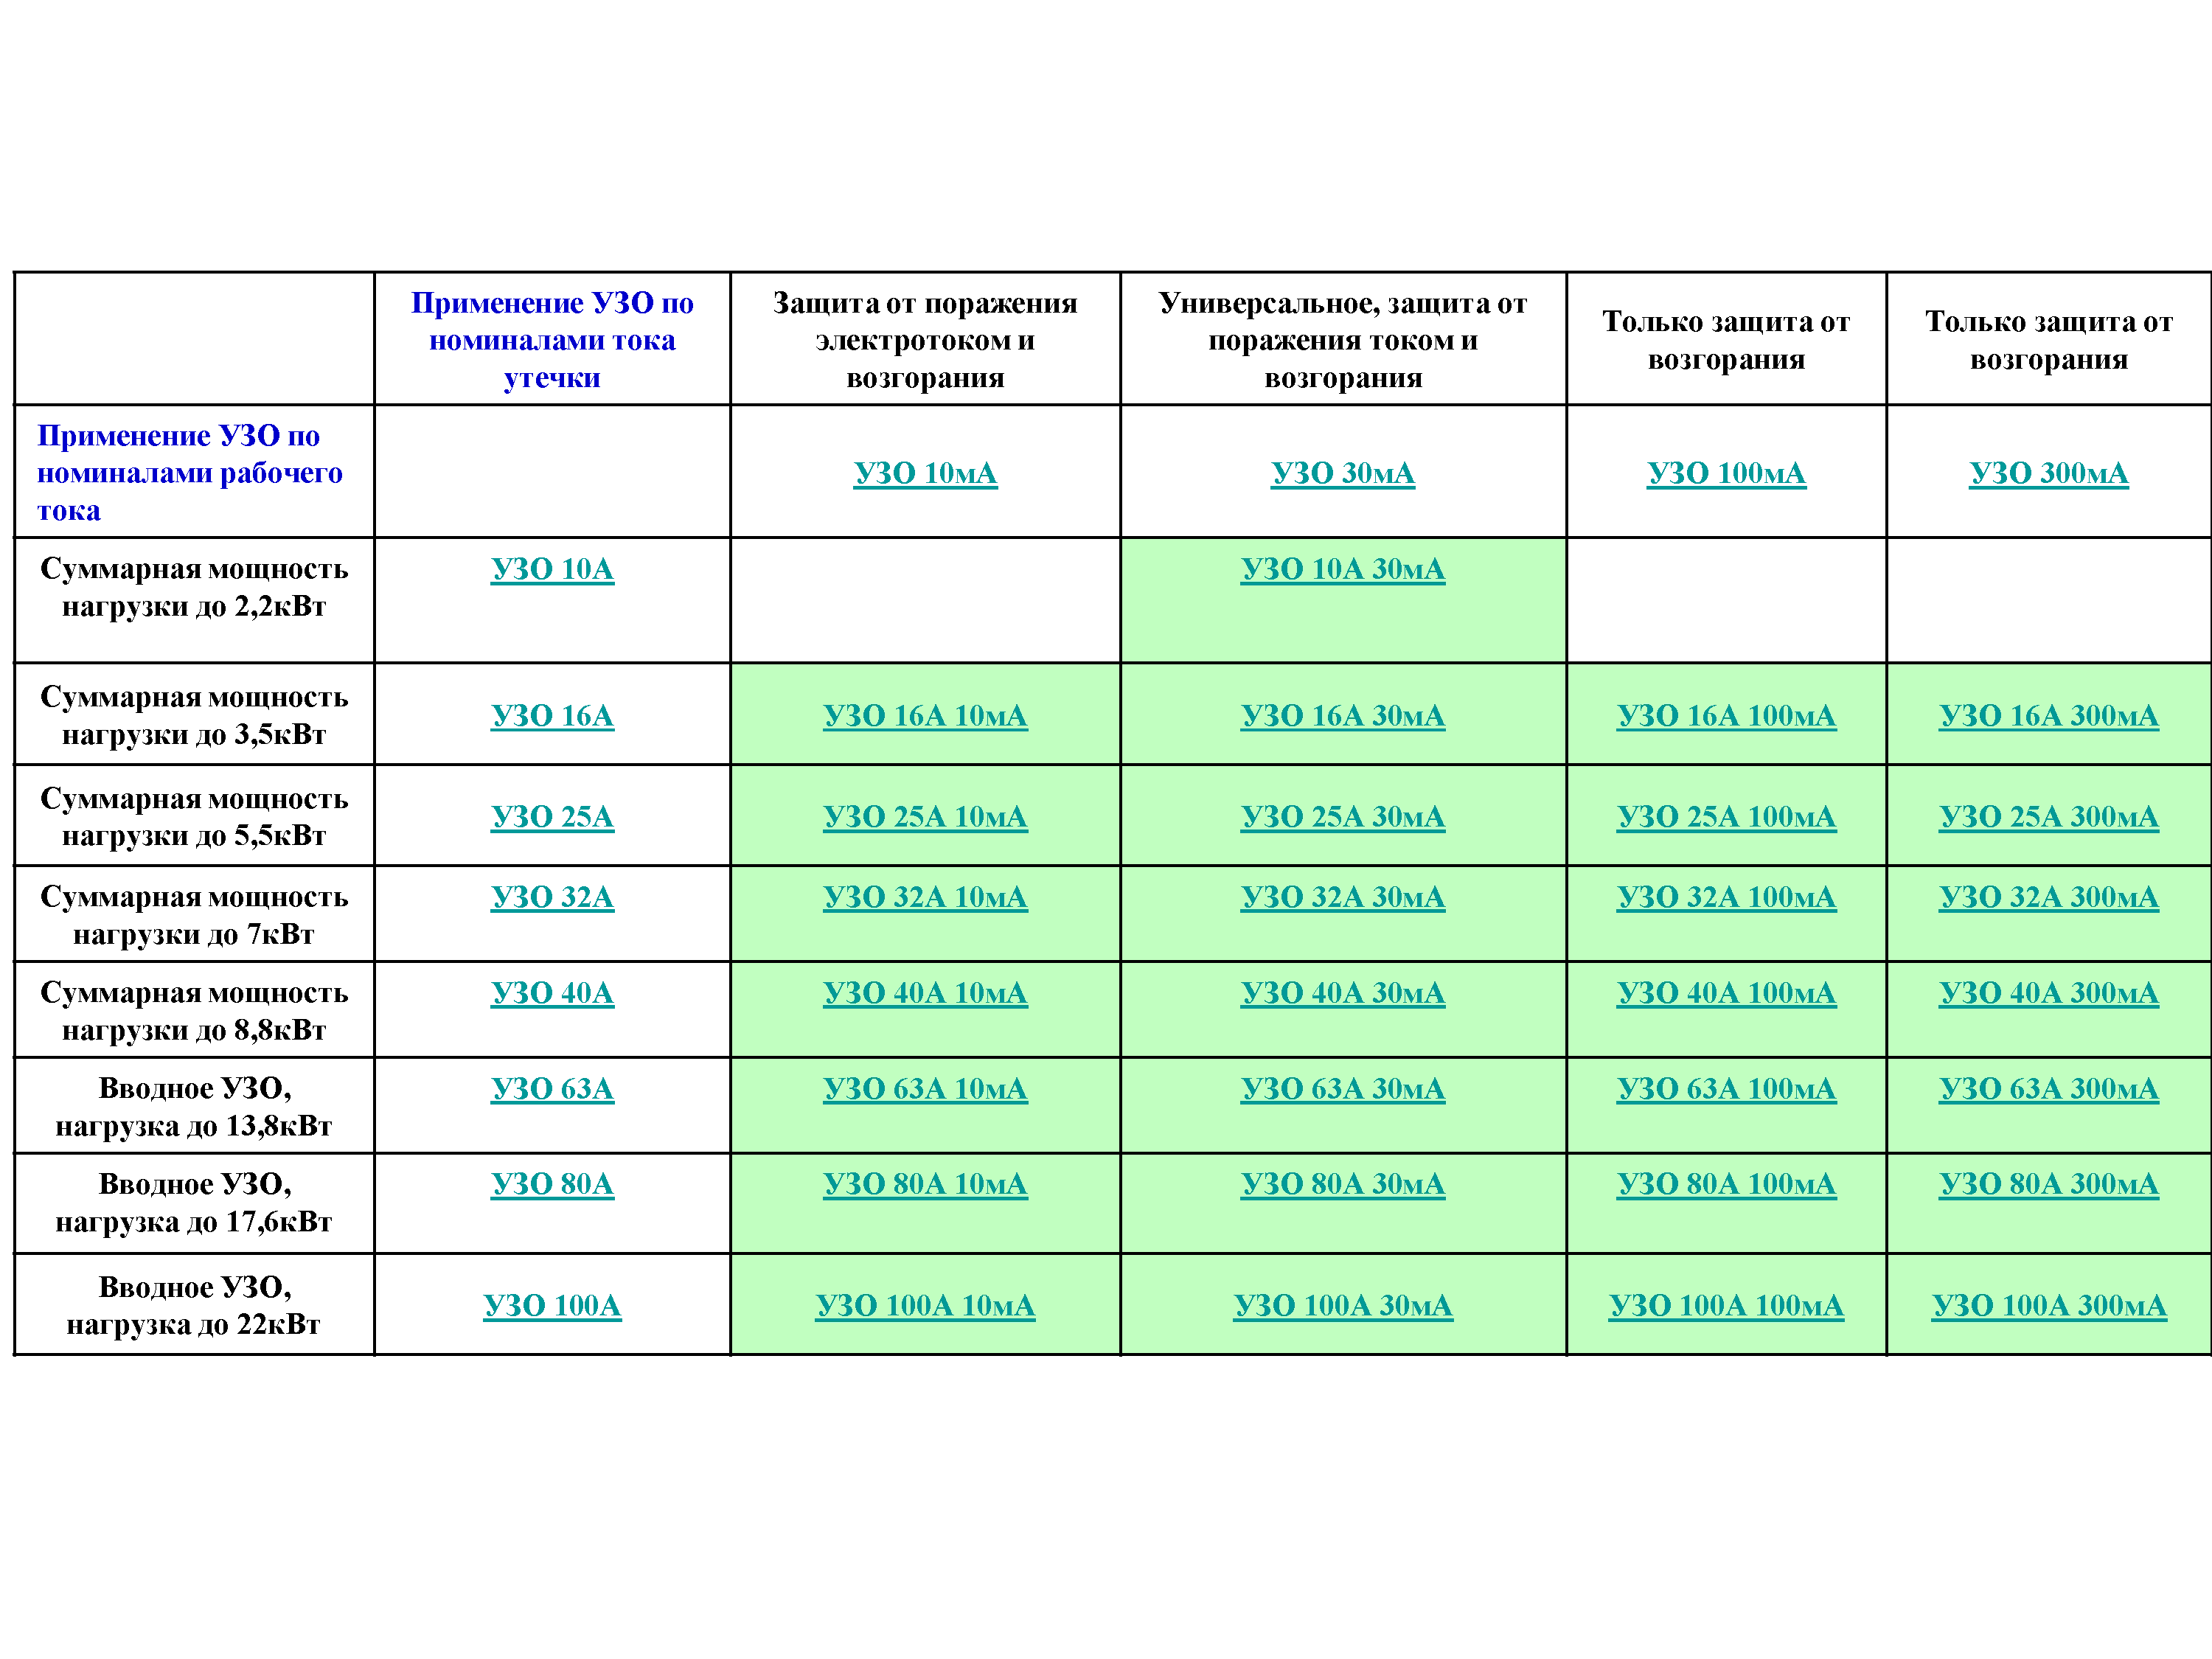 Применение УЗО по
номиналами тока
утечки
Защита от поражения
электротоком и
возгорания
Универсальное, защита от
поражения током и
возгорания
Только защита от
возгорания
Только защита от
возгорания
Применение УЗО по
номиналами рабочего
тока
УЗО 10мА
УЗО 30мА
УЗО 100мА
УЗО 300мА
Суммарная мощность
нагрузки до 2,2кВт
УЗО 10А
УЗО 10А 30мА
Суммарная мощность
нагрузки до 3,5кВт
УЗО 16А
УЗО 16А 10мА
УЗО 16А 30мА
УЗО 16А 100мА
УЗО 16А 300мА
Суммарная мощность
нагрузки до 5,5кВт
УЗО 25А
УЗО 25А 10мА
УЗО 25А 30мА
УЗО 25А 100мА
УЗО 25А 300мА
Суммарная мощность
нагрузки до 7кВт
УЗО 32А
УЗО 32А 10мА
УЗО 32А 30мА
УЗО 32А 100мА
УЗО 32А 300мА
Суммарная мощность
нагрузки до 8,8кВт
УЗО 40А
УЗО 40А 10мА
УЗО 40А 30мА
УЗО 40А 100мА
УЗО 40А 300мА
Вводное УЗО,
нагрузка до 13,8кВт
УЗО 63А
УЗО 63А 10мА
УЗО 63А 30мА
УЗО 63А 100мА
УЗО 63А 300мА
Вводное УЗО,
нагрузка до 17,6кВт
УЗО 80А
УЗО 80А 10мА
УЗО 80А 30мА
УЗО 80А 100мА
УЗО 80А 300мА
Вводное УЗО,
нагрузка до 22кВт
УЗО 100А
УЗО 100А 10мА
УЗО 100А 30мА
УЗО 100А 100мА
УЗО 100А 300мА